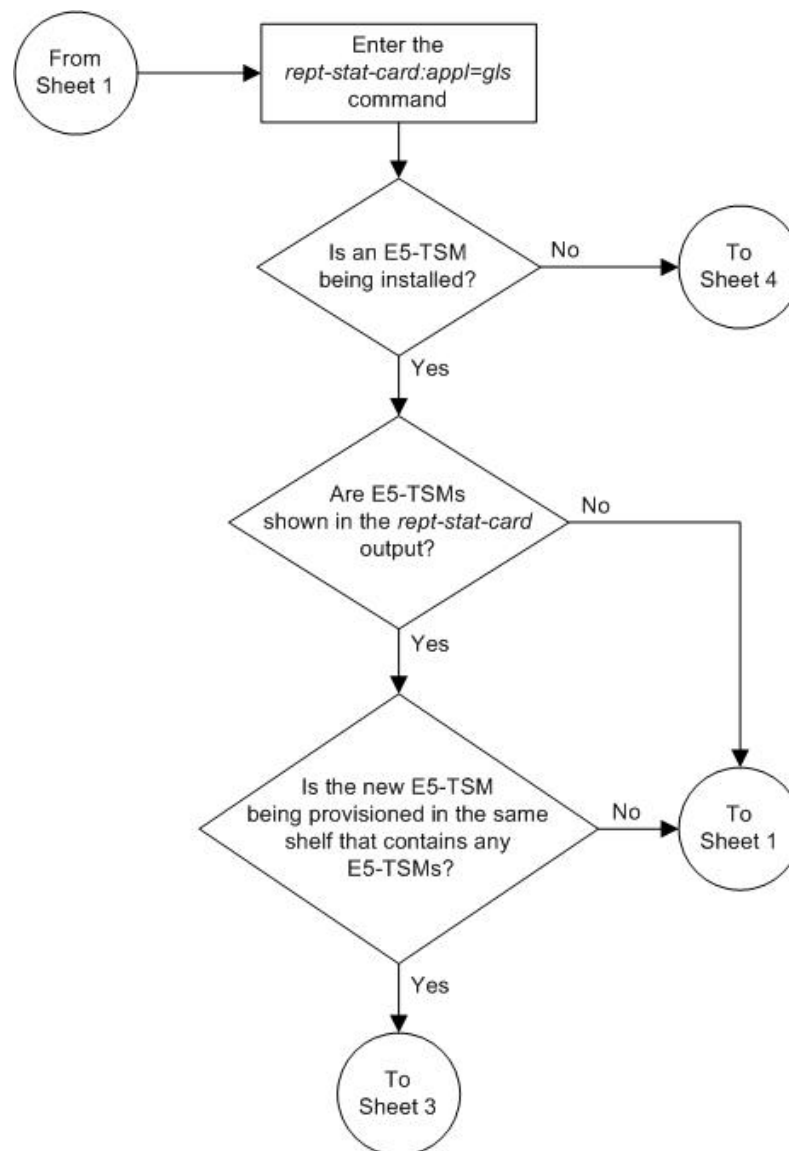 From
Sheet 1
Enter the
rept-stat-card:appl=gls
command
Is an E5-TSM
being installed?
No
To
Sheet 4
Yes
Are E5-TSMs
shown in the rept-stat-card
output?
No
Yes
Is the new E5-TSM
being provisioned in the same
shelf that contains any
E5-TSMs?
No
To
Sheet 1
Yes
To
Sheet 3